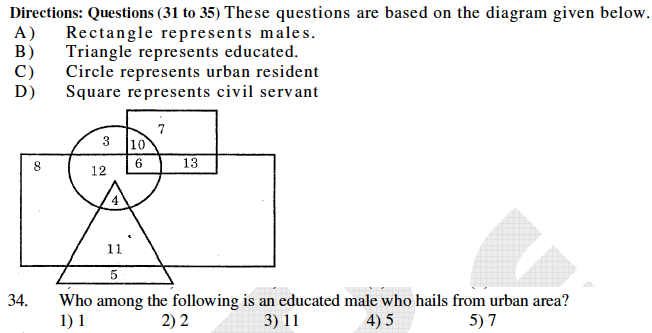 Directions: Questions (31 to 35) These questions are based on the diagram given below.
A) Rectangle represents males.
B) Triangle represents educated.
C) Circle represents urban resident
D) Square represents civil servant
7
3 10
8 12 6 13
4
11
5
34. Who among the following is an educated male who hails from urban area?
1) 1 2) 2 3) 11 4) 5 5) 7